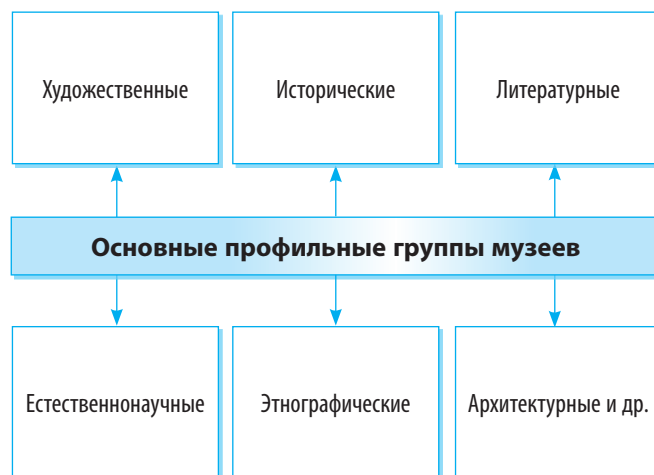 Художественные
Исторические
Литературные
Основные профильные группы музеев
Естественнонаучные
Этнографические
Архитектурные и др.